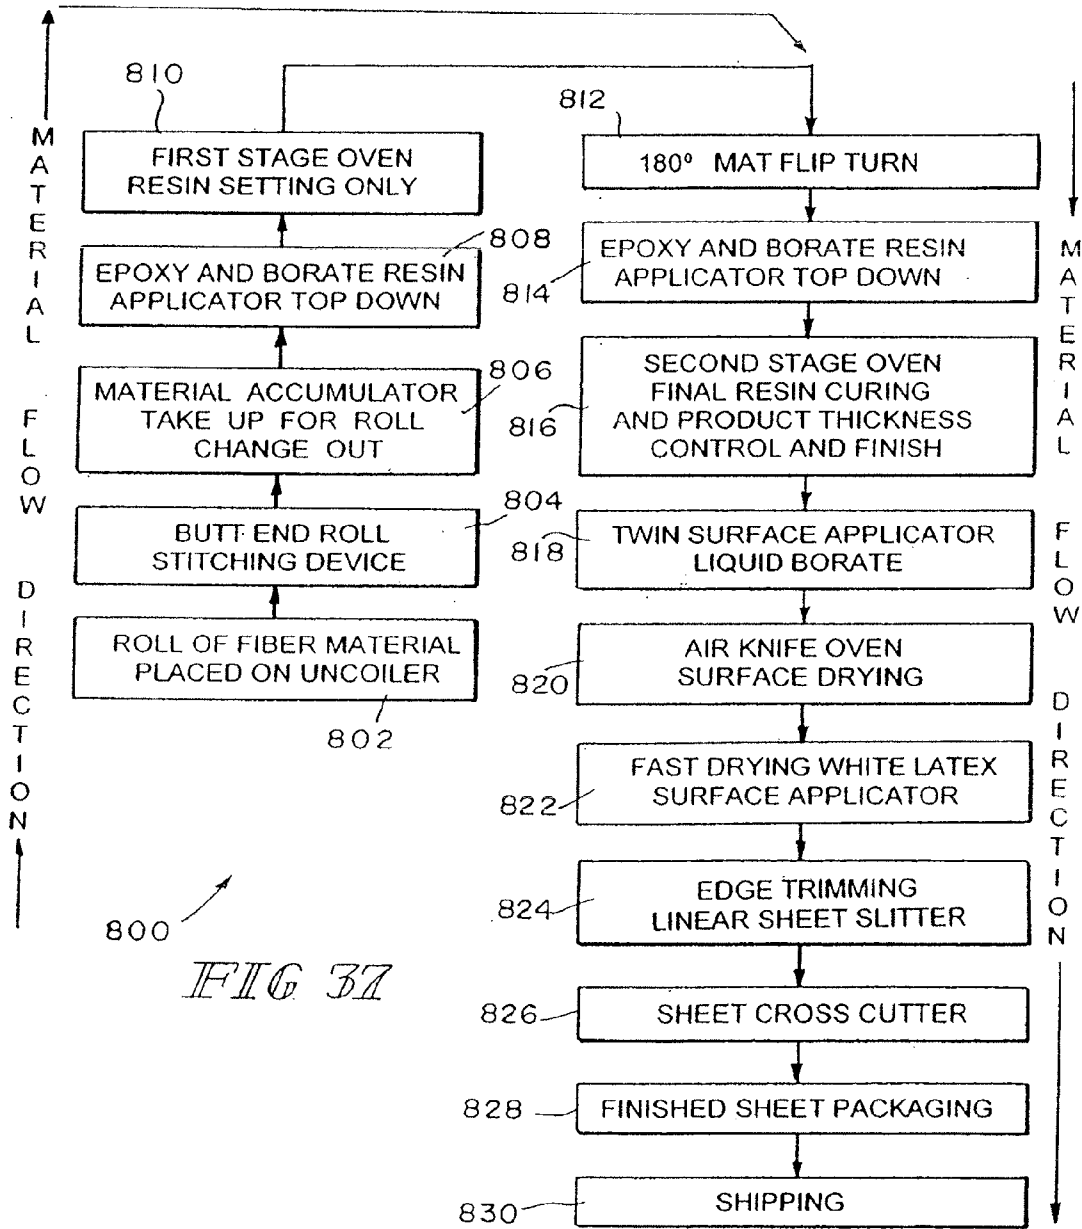 MATERIAL FLOW DIRECTION
810
FIRST STAGE OVEN
RESIN SETTING ONLY
808
EPOXY AND BORATE RESIN
APPLICATOR TOP DOWN
806
MATERIAL ACCUMULATOR
TAKE UP FOR ROLL
CHANGE OUT
804
BUTT END ROLL
STITCHING DEVICE
ROLL OF FIBER MATERIAL
PLACED ON UNCOILER
802
800
FIG 37
812
180° MAT FLIP TURN
814
EPOXY AND BORATE RESIN
APPLICATOR TOP DOWN
816
SECOND STAGE OVEN
FINAL RESIN CURING
AND PRODUCT THICKNESS
CONTROL AND FINISH
818
TWIN SURFACE APPLICATOR
LIQUID BORATE
820
AIR KNIFE OVEN
SURFACE DRYING
822
FAST DRYING WHITE LATEX
SURFACE APPLICATOR
824
EDGE TRIMMING
LINEAR SHEET SLITTER
826
SHEET CROSS CUTTER
828
FINISHED SHEET PACKAGING
830
SHIPPING
MATERIAL FLOW DIRECTION